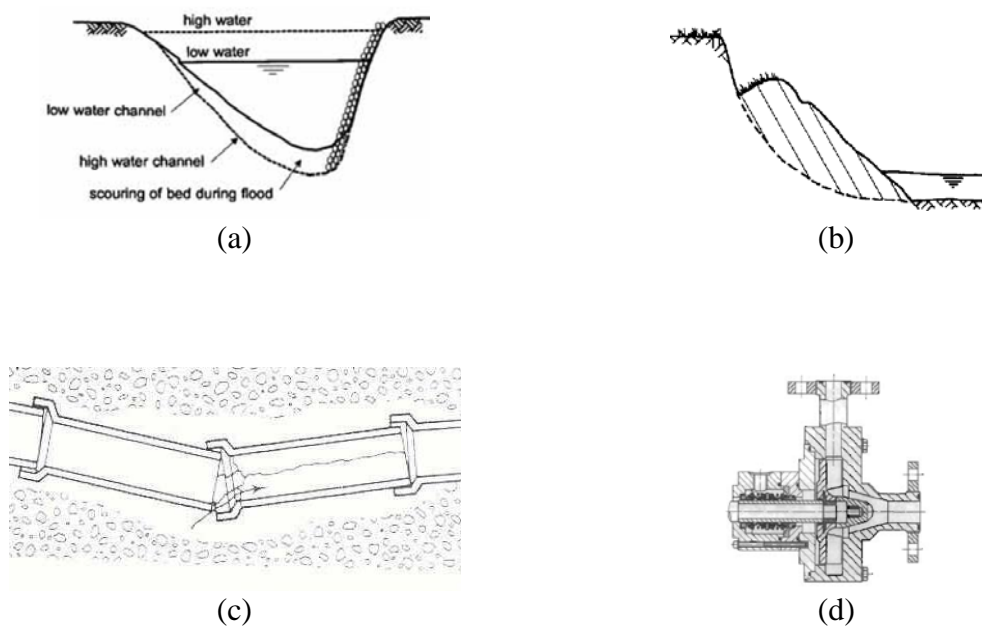 high water
low water
low water channel
high water channel
scouring of bed during flood
(a)
(b)
(c)
(d)